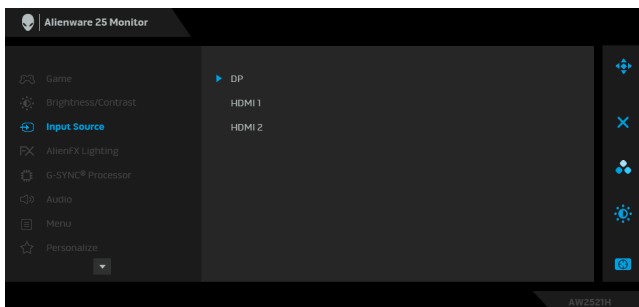 Alienware 25 Monitor
Game
Brightness/Contrast
Input Source
AlienFX Lighting
G-SYNC® Processor
Audio
Menu
Personalize
DP
HDMI 1
HDMI 2
AW2521H